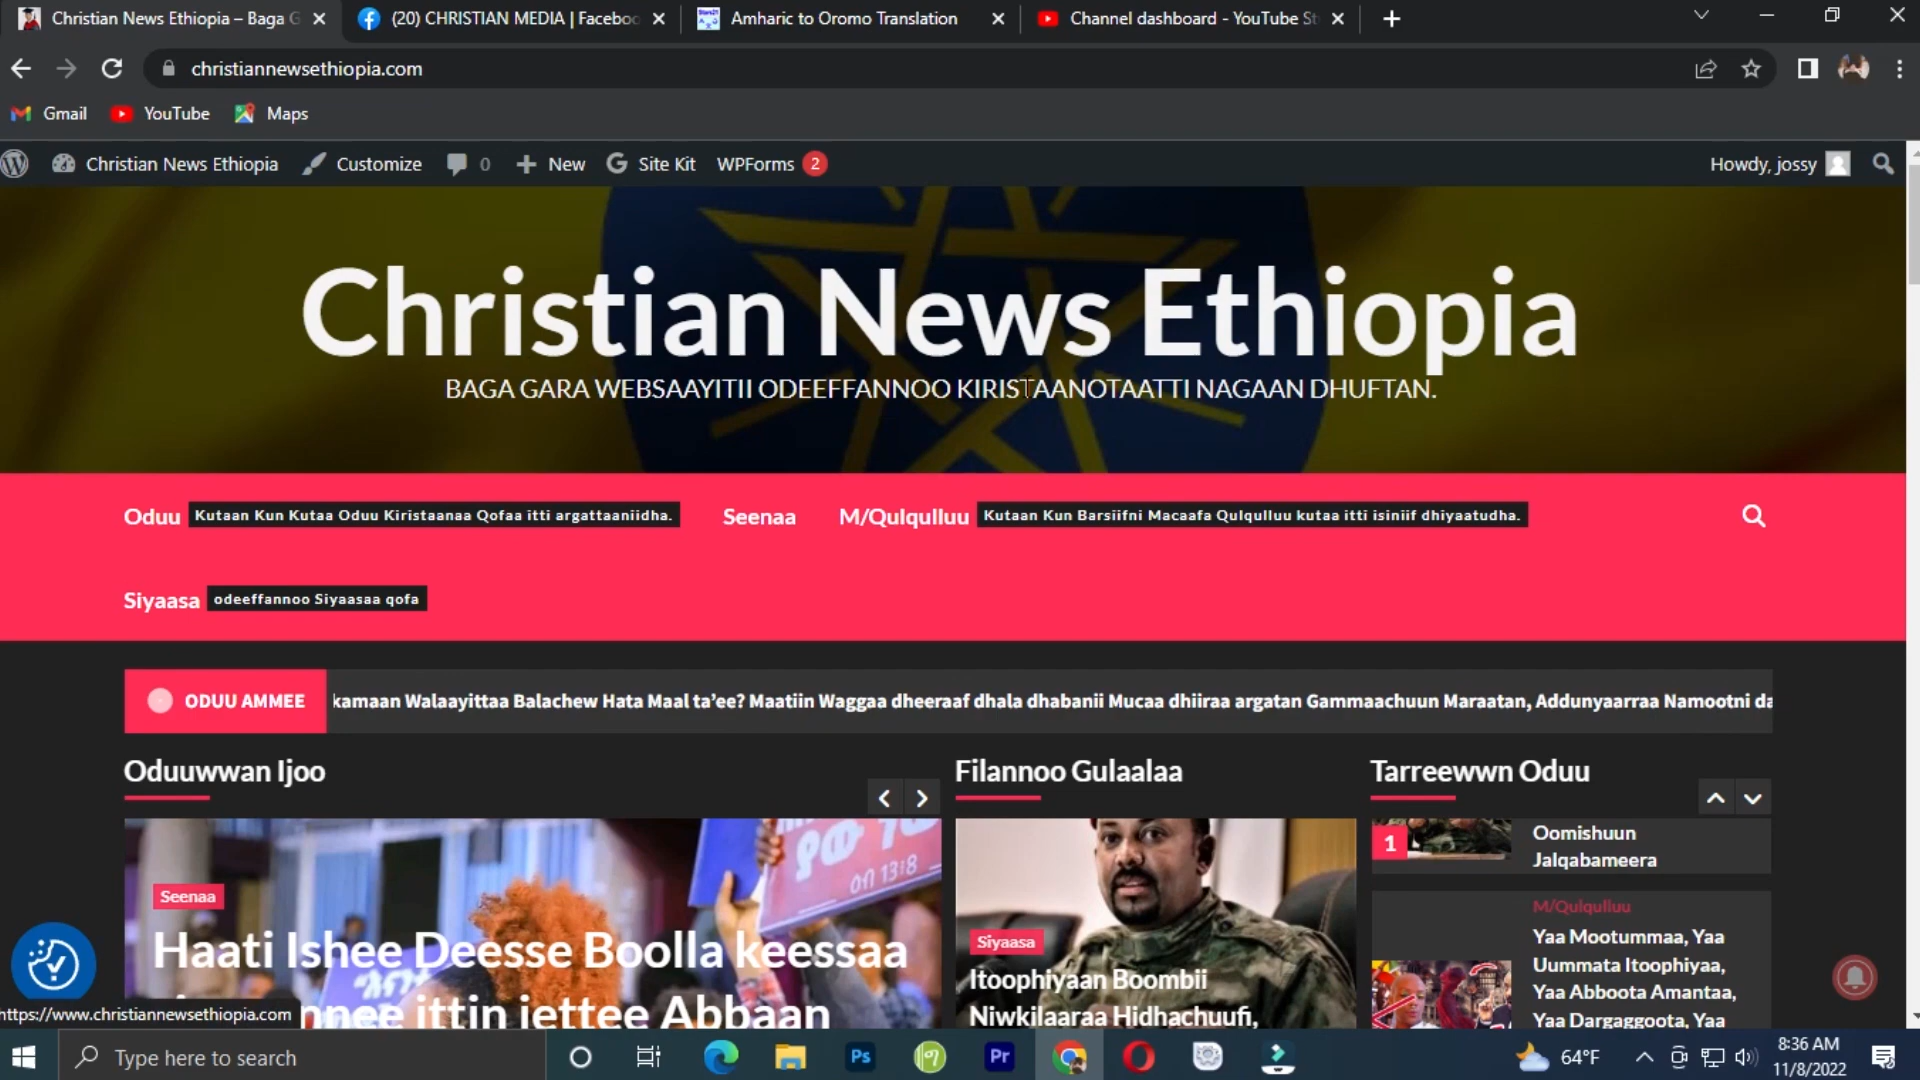 Christian News Ethiopia – Baga G
(20) CHRISTIAN MEDIA | Faceboo
Amharic to Oromo Translation
Channel dashboard - YouTube St
christiannewsethiopia.com
Gmail
YouTube
Maps
Christian News Ethiopia
Customize
0
New
Site Kit
WPForms 2
Howdy, jossy
Christian News Ethiopia
BAGA GARA WEBSAAYITII ODEEFFANNOO KIRISTAANOTAATTI NAGAAN DHUFTAN.
Oduu Kutaan Kun Kutaa Oduu Kiristaanaa Qofaa itti argattaaniidha.
Seenaa
M/Qulqulluu Kutaan Kun Barsiifni Macaafa Qulqulluu kutaa itti isiniif dhiyaatudha.
Siyaasa odeeffannoo Siyaasaa qofa
ODUU AMMEE
kamaan Walaayittaa Balachew Hata Maal ta’ee? Maatiin Waggaa dheeraaf dhala dhabanii Mucaa dhiiraa argatan Gammaachuun Maraatan, Addunyaarraa Namootni da
Oduuwwan Ijoo
Filannoo Gulaalaa
Tarreewwn Oduu
Seenaa
Haati Ishee Deesse Boolla keessaa
nnee ittin jettee Abbaan
Siyaasa
Itoophiyaan Boombii
Niwkilaaraa Hidhachuufi,
1
Oomishuun
Jalqabameera
M/Qulqulluu
Yaa Mootummaa, Yaa
Uummata Itoophiyaa,
Yaa Abboota Amantaa,
Yaa Dargaggoota, Yaa
https://www.christiannewsethiopia.com
Type here to search
Ps
Pr
64°F
8:36 AM
11/8/2022